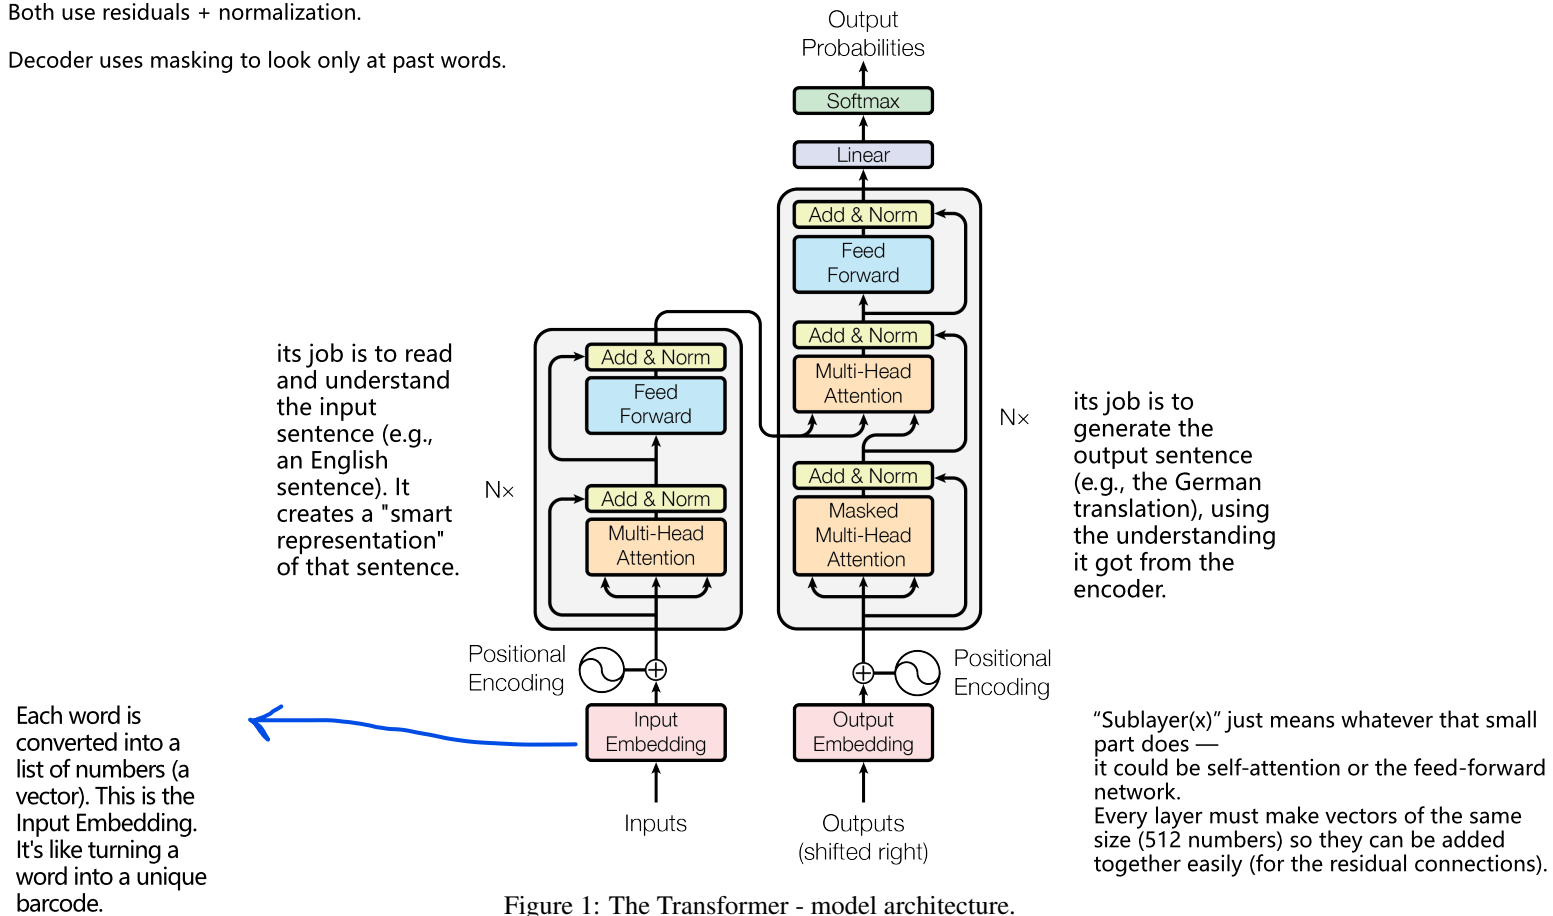 Both use residuals + normalization.
Decoder uses masking to look only at past words.
Output
Probabilities
Softmax
Linear
Add & Norm
Feed
Forward
Add & Norm
Multi-Head
Attention
Add & Norm
Masked
Multi-Head
Attention
Nx
Positional
Encoding
Output
Embedding
Outputs
(shifted right)
Add & Norm
Feed
Forward
Add & Norm
Multi-Head
Attention
Nx
Positional
Encoding
Input
Embedding
Inputs
its job is to read
and understand
the input
sentence (e.g.,
an English
sentence). It
creates a "smart
representation"
of that sentence.
its job is to
generate the
output sentence
(e.g., the German
translation), using
the understanding
it got from the
encoder.
Each word is
converted into a
list of numbers (a
vector). This is the
Input Embedding.
It's like turning a
word into a unique
barcode.
“Sublayer(x)” just means whatever that small
part does —
it could be self-attention or the feed-forward
network.
Every layer must make vectors of the same
size (512 numbers) so they can be added
together easily (for the residual connections).
Figure 1: The Transformer - model architecture.